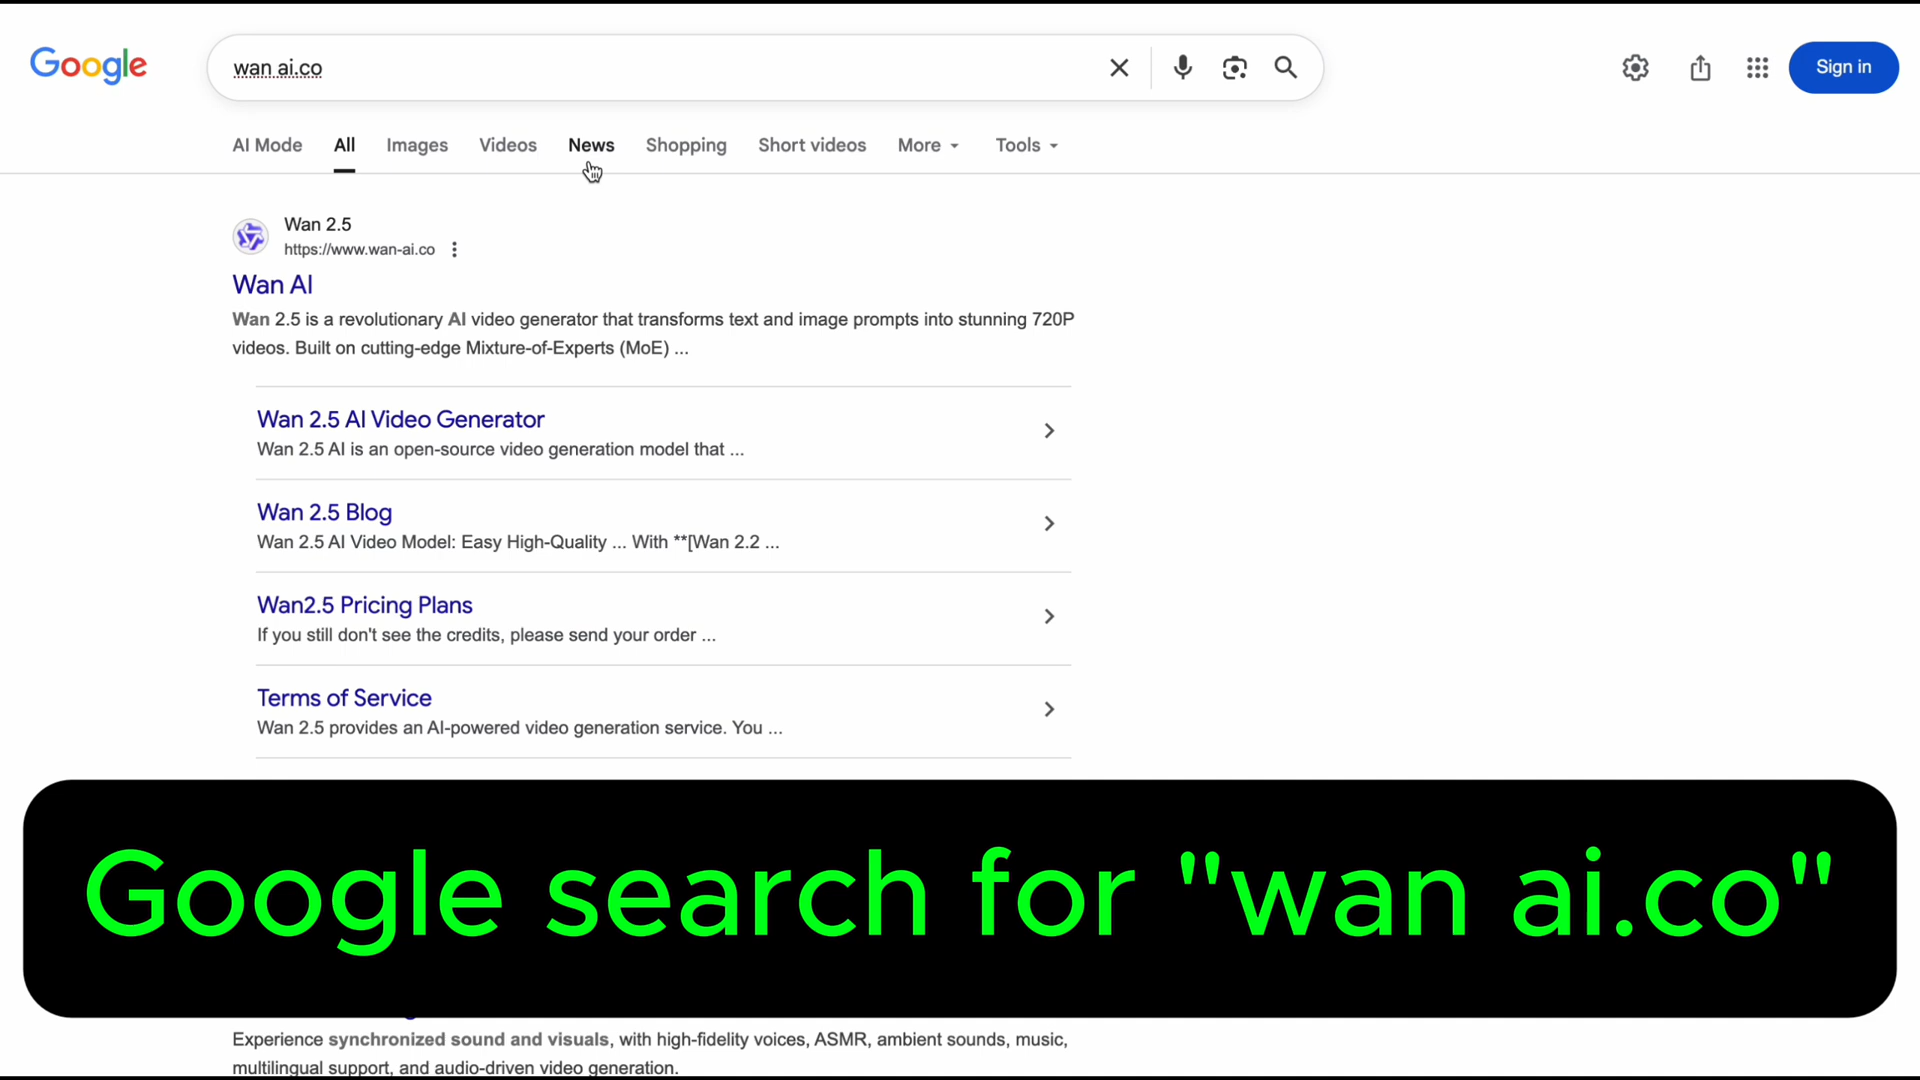 Google
wan ai.co
Sign in
AI Mode All Images Videos News Shopping Short videos More Tools
Wan 2.5
https://www.wan-ai.co
Wan AI
Wan 2.5 is a revolutionary AI video generator that transforms text and image prompts into stunning 720P
videos. Built on cutting-edge Mixture-of-Experts (MoE) ...
Wan 2.5 AI Video Generator
Wan 2.5 AI is an open-source video generation model that ...
Wan 2.5 Blog
Wan 2.5 AI Video Model: Easy High-Quality ... With **[Wan 2.2 ...
Wan2.5 Pricing Plans
If you still don't see the credits, please send your order ...
Terms of Service
Wan 2.5 provides an AI-powered video generation service. You ...
Google search for "wan ai.co"
Experience synchronized sound and visuals, with high-fidelity voices, ASMR, ambient sounds, music,
multilingual support, and audio-driven video generation.